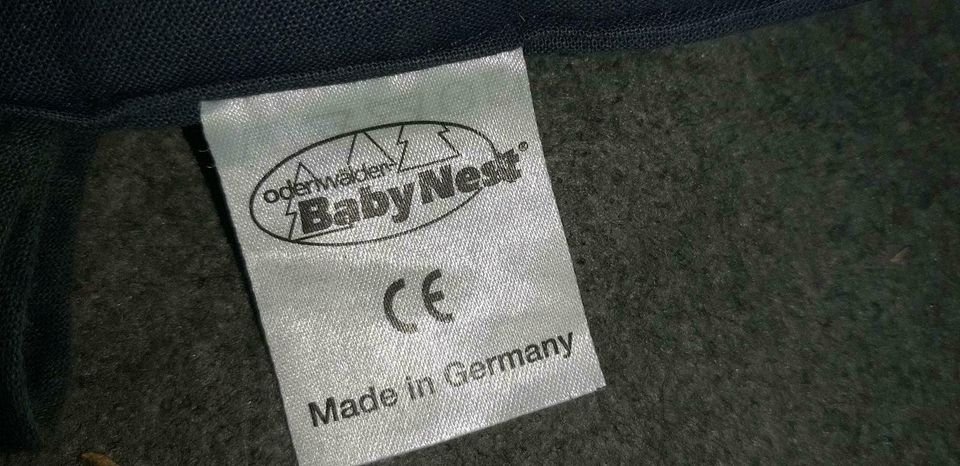 odenwälder
BabyNest®
CE
Made in Germany